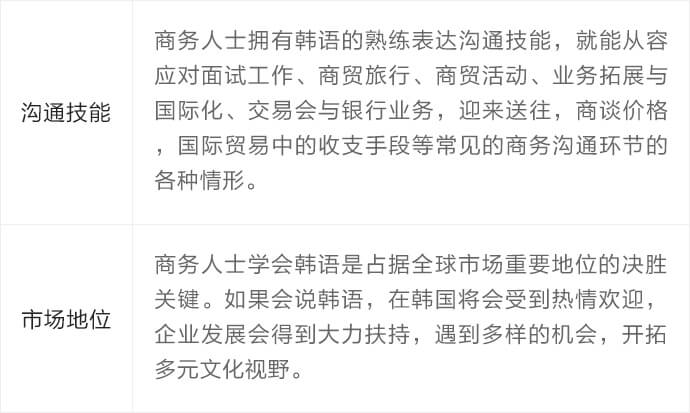 沟通技能
商务人士拥有韩语的熟练表达沟通技能，就能从容
应对面试工作、商贸旅行、商贸活动、业务拓展与
国际化、交易会与银行业务，迎来送往，商谈价格
，国际贸易中的收支手段等常见的商务沟通环节的
各种情形。
市场地位
商务人士学会韩语是占据全球市场重要地位的决胜
关键。如果会说韩语，在韩国将会受到热情欢迎，
企业发展会得到大力扶持，遇到多样的机会，开拓
多元文化视野。